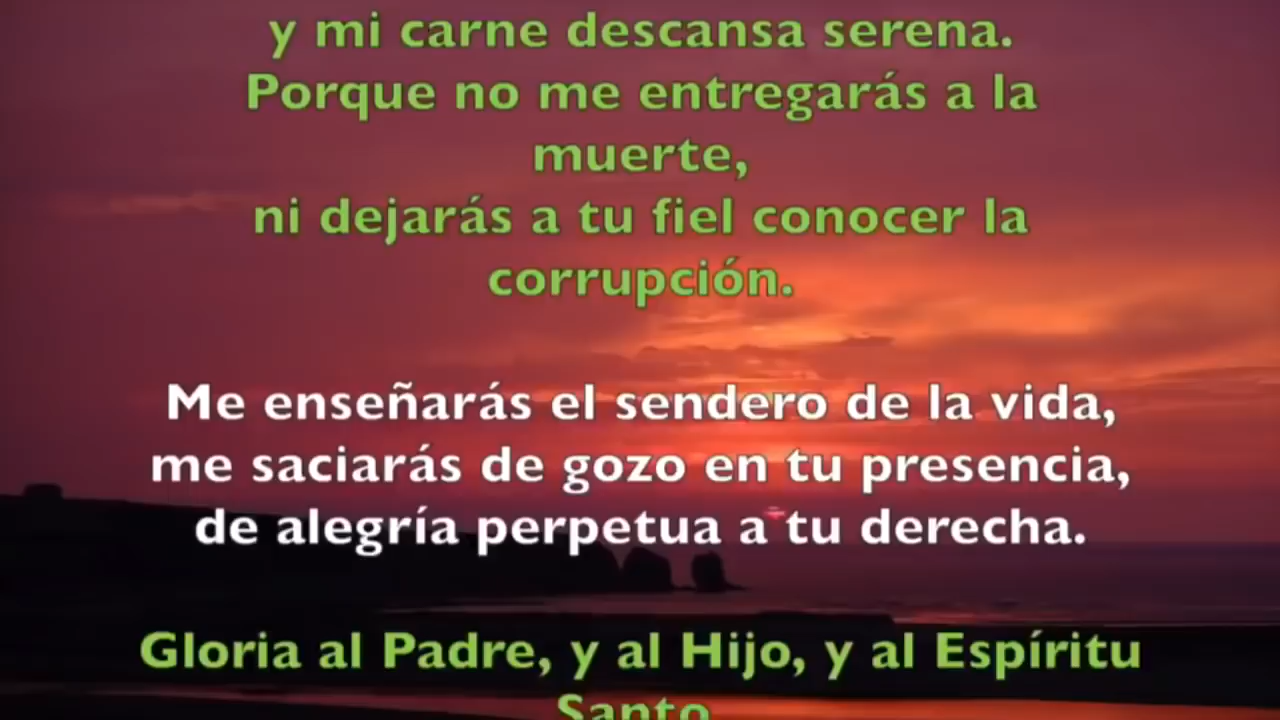 y mi carne descansa serena.
Porque no me entregarás a la
muerte,
ni dejarás a tu fiel conocer la
corrupción.
Me enseñarás el sendero de la vida,
me saciarás de gozo en tu presencia,
de alegría perpetua a tu derecha.
Gloria al Padre, y al Hijo, y al Espíritu
Santo